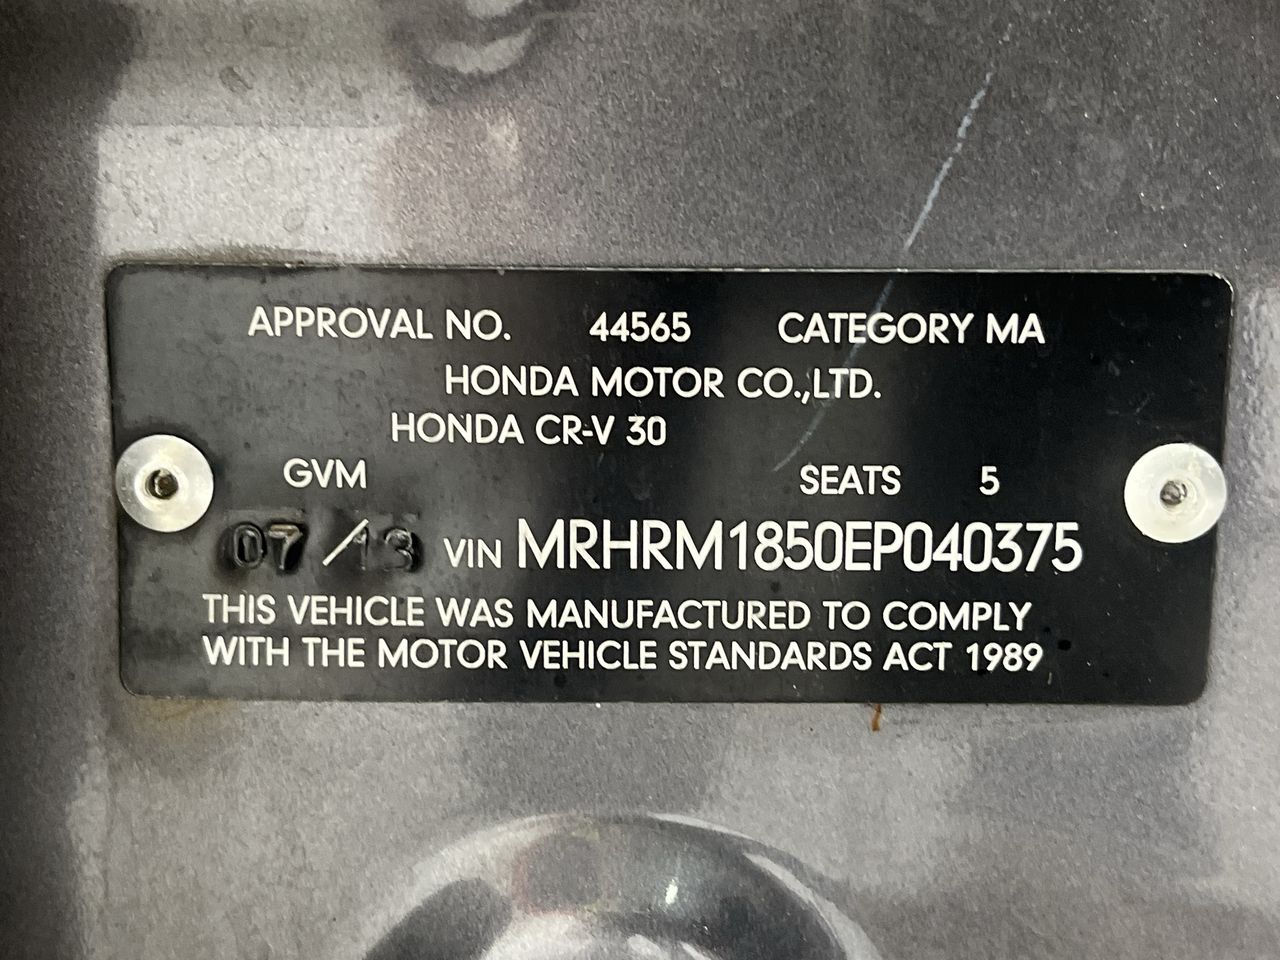 APPROVAL NO. 44565 CATEGORY MA
HONDA MOTOR CO.,LTD.
HONDA CR-V 30
GVM SEATS 5
07/13 VIN MRHRM1850EP040375
THIS VEHICLE WAS MANUFACTURED TO COMPLY
WITH THE MOTOR VEHICLE STANDARDS ACT 1989